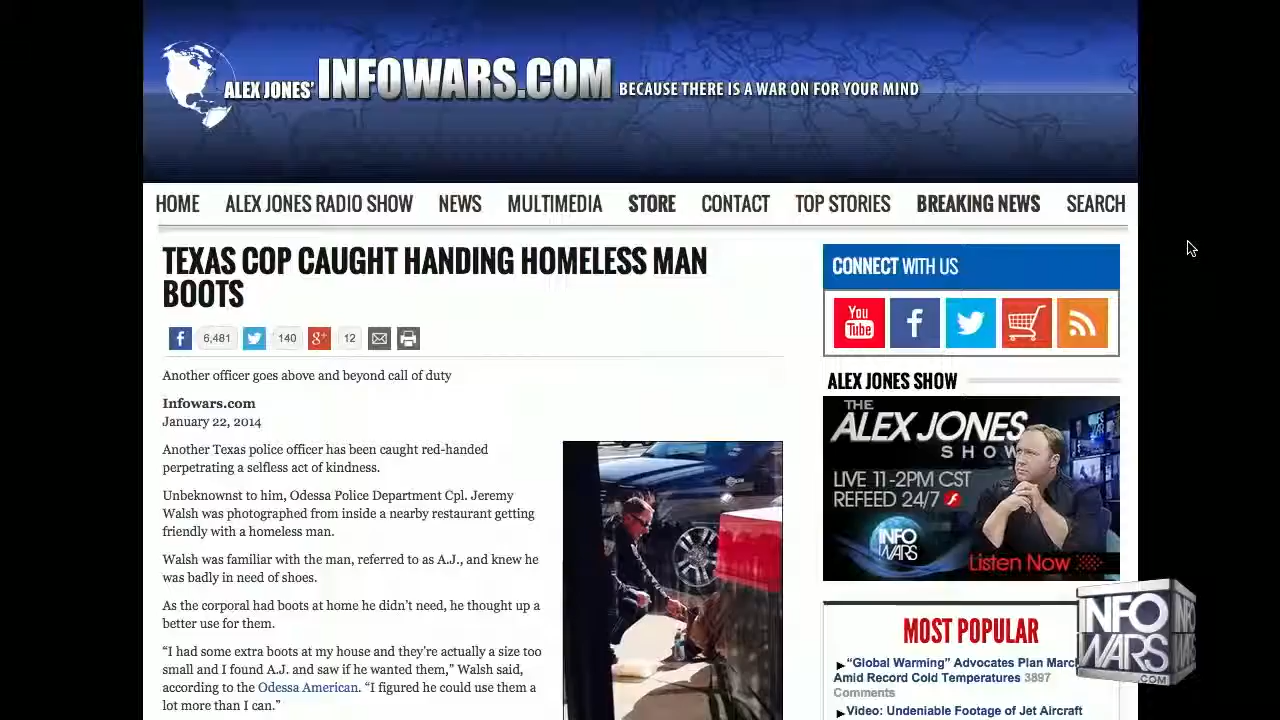 ALEX JONES' INFOWARS.COM BECAUSE THERE IS A WAR ON FOR YOUR MIND
HOME ALEX JONES RADIO SHOW NEWS MULTIMEDIA STORE CONTACT TOP STORIES BREAKING NEWS SEARCH
TEXAS COP CAUGHT HANDING HOMELESS MAN
BOOTS
6,481 140 12
Another officer goes above and beyond call of duty
Infowars.com
January 22, 2014
Another Texas police officer has been caught red-handed
perpetrating a selfless act of kindness.
Unbeknownst to him, Odessa Police Department Cpl. Jeremy
Walsh was photographed from inside a nearby restaurant getting
friendly with a homeless man.
Walsh was familiar with the man, referred to as A.J., and knew he
was badly in need of shoes.
As the corporal had boots at home he didn't need, he thought up a
better use for them.
“I had some extra boots at my house and they're actually a size too
small and I found A.J. and saw if he wanted them,” Walsh said,
according to the Odessa American. “I figured he could use them a
lot more than I can.”
CONNECT WITH US
You
Tube
ALEX JONES SHOW
THE
ALEX JONES
SHOW
LIVE 11-2PM CST
REFEED 24/7
INFO
WARS
Listen Now
MOST POPULAR
“Global Warming” Advocates Plan March
Amid Record Cold Temperatures 3897
Comments
Video: Undeniable Footage of Jet Aircraft
INFO
WARS
.COM